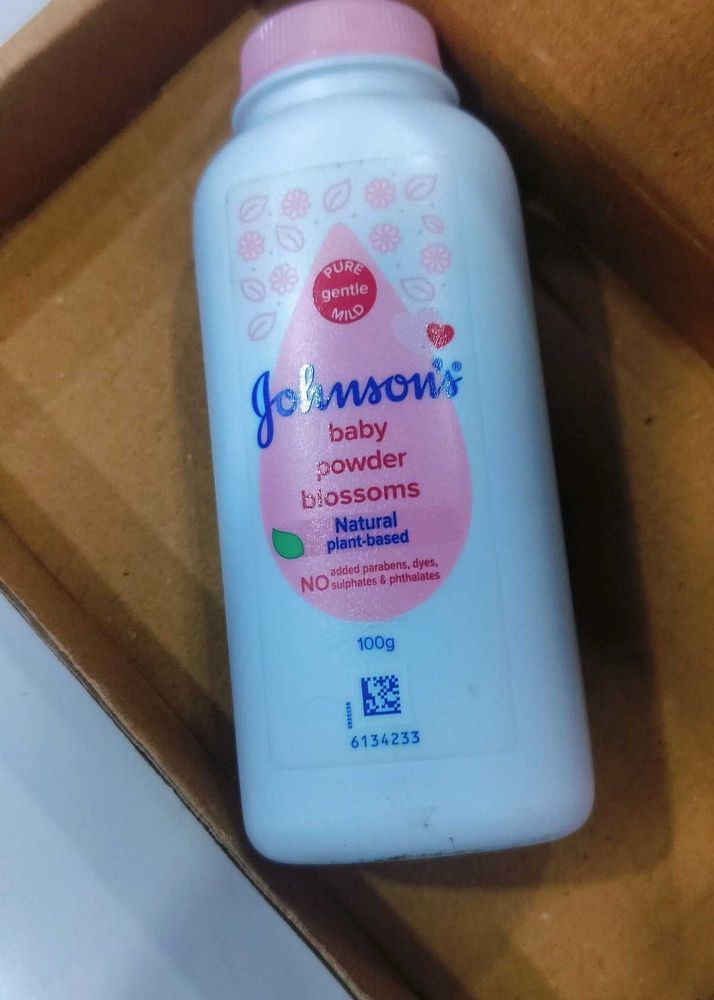 PURE
gentle
MILD
Johnson's®
baby
powder
blossoms
Natural
plant-based
NO added parabens, dyes,
sulphates & phthalates
100g
6134233